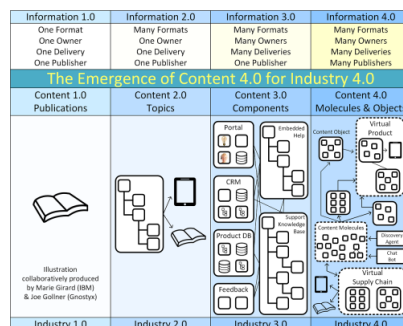 Information 1.0
Information 2.0
Information 3.0
Information 4.0
One Format
One Owner
One Delivery
One Publisher
Many Formats
One Owner
One Delivery
One Publisher
Many Formats
Many Owners
Many Deliveries
One Publisher
Many Formats
Many Owners
Many Deliveries
Many Publishers
The Emergence of Content 4.0 for Industry 4.0
Content 1.0
Publications
Content 2.0
Topics
Content 3.0
Components
Content 4.0
Molecules & Objects
Illustration
collaboratively produced
by Marie Girard (IBM)
& Joe Gollner (Gnostyx)
Portal
CRM
Product DB
Feedback
Embedded
Help
Support
Knowledge
Base
Virtual
Product
Content Object
Content Molecules
Discovery
Agent
Chat
Bot
Virtual
Supply Chain
Industry 1.0
Industry 2.0
Industry 3.0
Industry 4.0